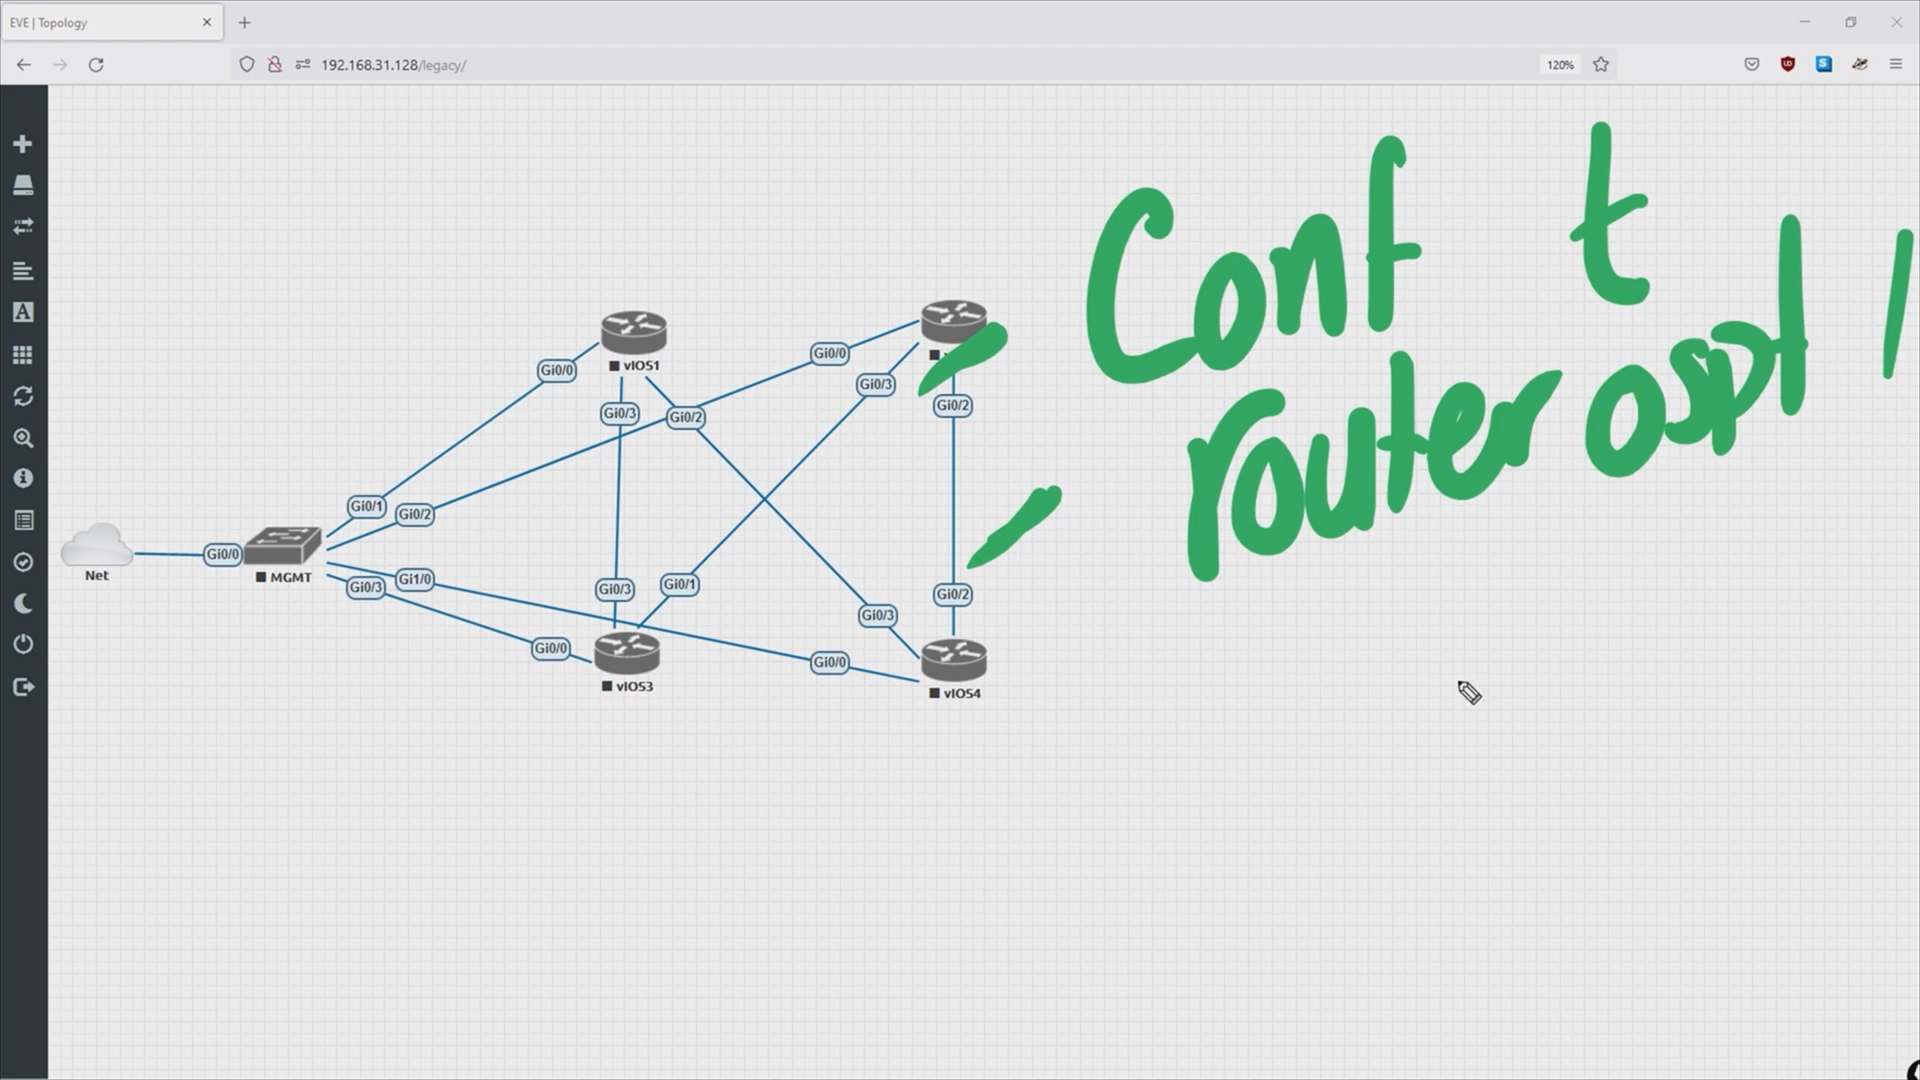 EVE | Topology
192.168.31.128/legacy/
120%
Conf t
router ospf 1
vIOS1
Gi0/0
Gi0/0
Gi0/3
Gi0/2
Gi0/3
Gi0/2
Gi0/1
Gi0/2
Net
Gi0/0
MGMT
Gi0/3
Gi1/0
Gi0/3
Gi0/1
Gi0/2
Gi0/3
Gi0/0
Gi0/0
vIOS3
vIOS4